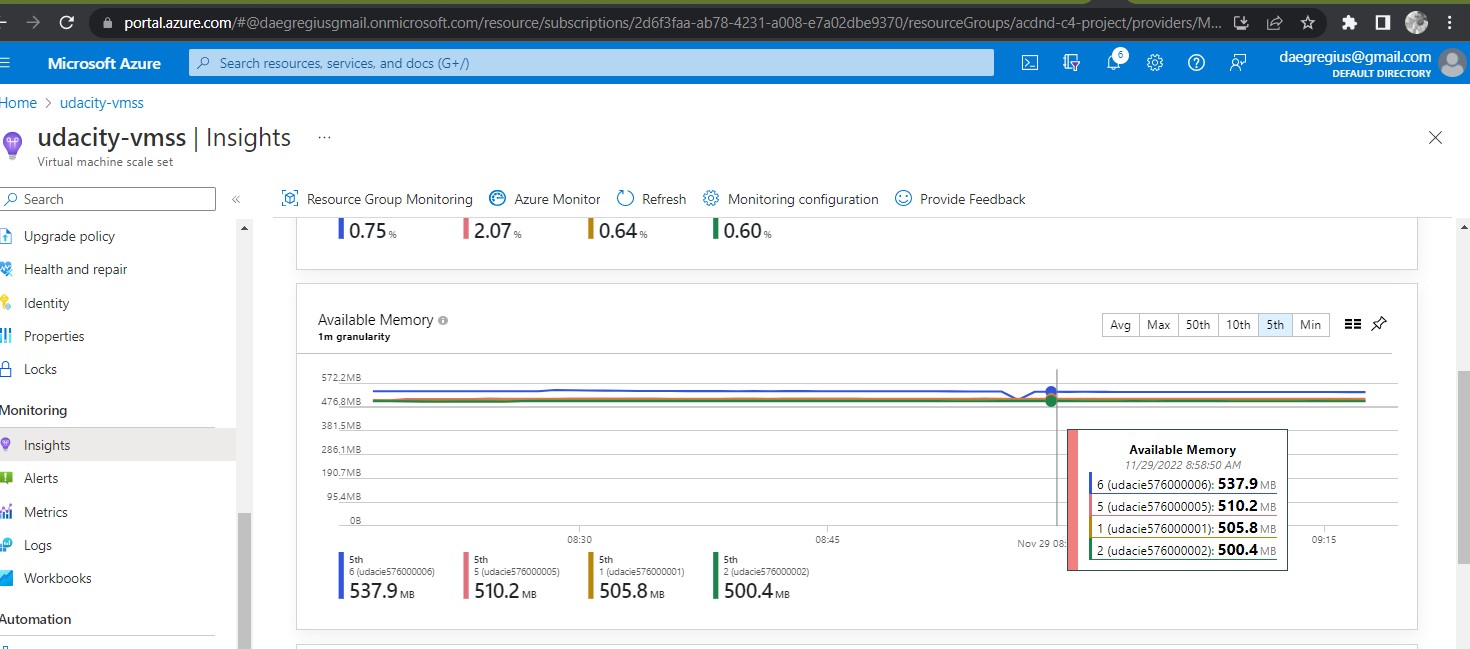 portal.azure.com/#@daegregiusgmail.onmicrosoft.com/resource/subscriptions/2d6f3faa-ab78-4231-a008-e7a02dbe9370/resourceGroups/acdnd-c4-project/providers/M...
Microsoft Azure
Search resources, services, and docs (G+/)
6
daegregius@gmail.com
DEFAULT DIRECTORY
Home > udacity-vmss
udacity-vmss | Insights ...
Virtual machine scale set
Search «
Resource Group Monitoring Azure Monitor Refresh Monitoring configuration Provide Feedback
Upgrade policy
Health and repair
Identity
Properties
Locks
Monitoring
Insights
Alerts
Metrics
Logs
Workbooks
Automation
0.75 % 2.07 % 0.64 % 0.60 %
Available Memory
1m granularity
Avg Max 50th 10th 5th Min
572.2MB
476.8MB
381.5MB
286.1MB
190.7MB
95.4MB
0B
08:30 08:45 Nov 29 08: 09:15
Available Memory
11/29/2022 8:58:50 AM
6 (udacie576000006): 537.9 MB
5 (udacie576000005): 510.2 MB
1 (udacie576000001): 505.8 MB
2 (udacie576000002): 500.4 MB
5th 5th 5th 5th
6 (udacie576000006) 5 (udacie576000005) 1 (udacie576000001) 2 (udacie576000002)
537.9 MB 510.2 MB 505.8 MB 500.4 MB